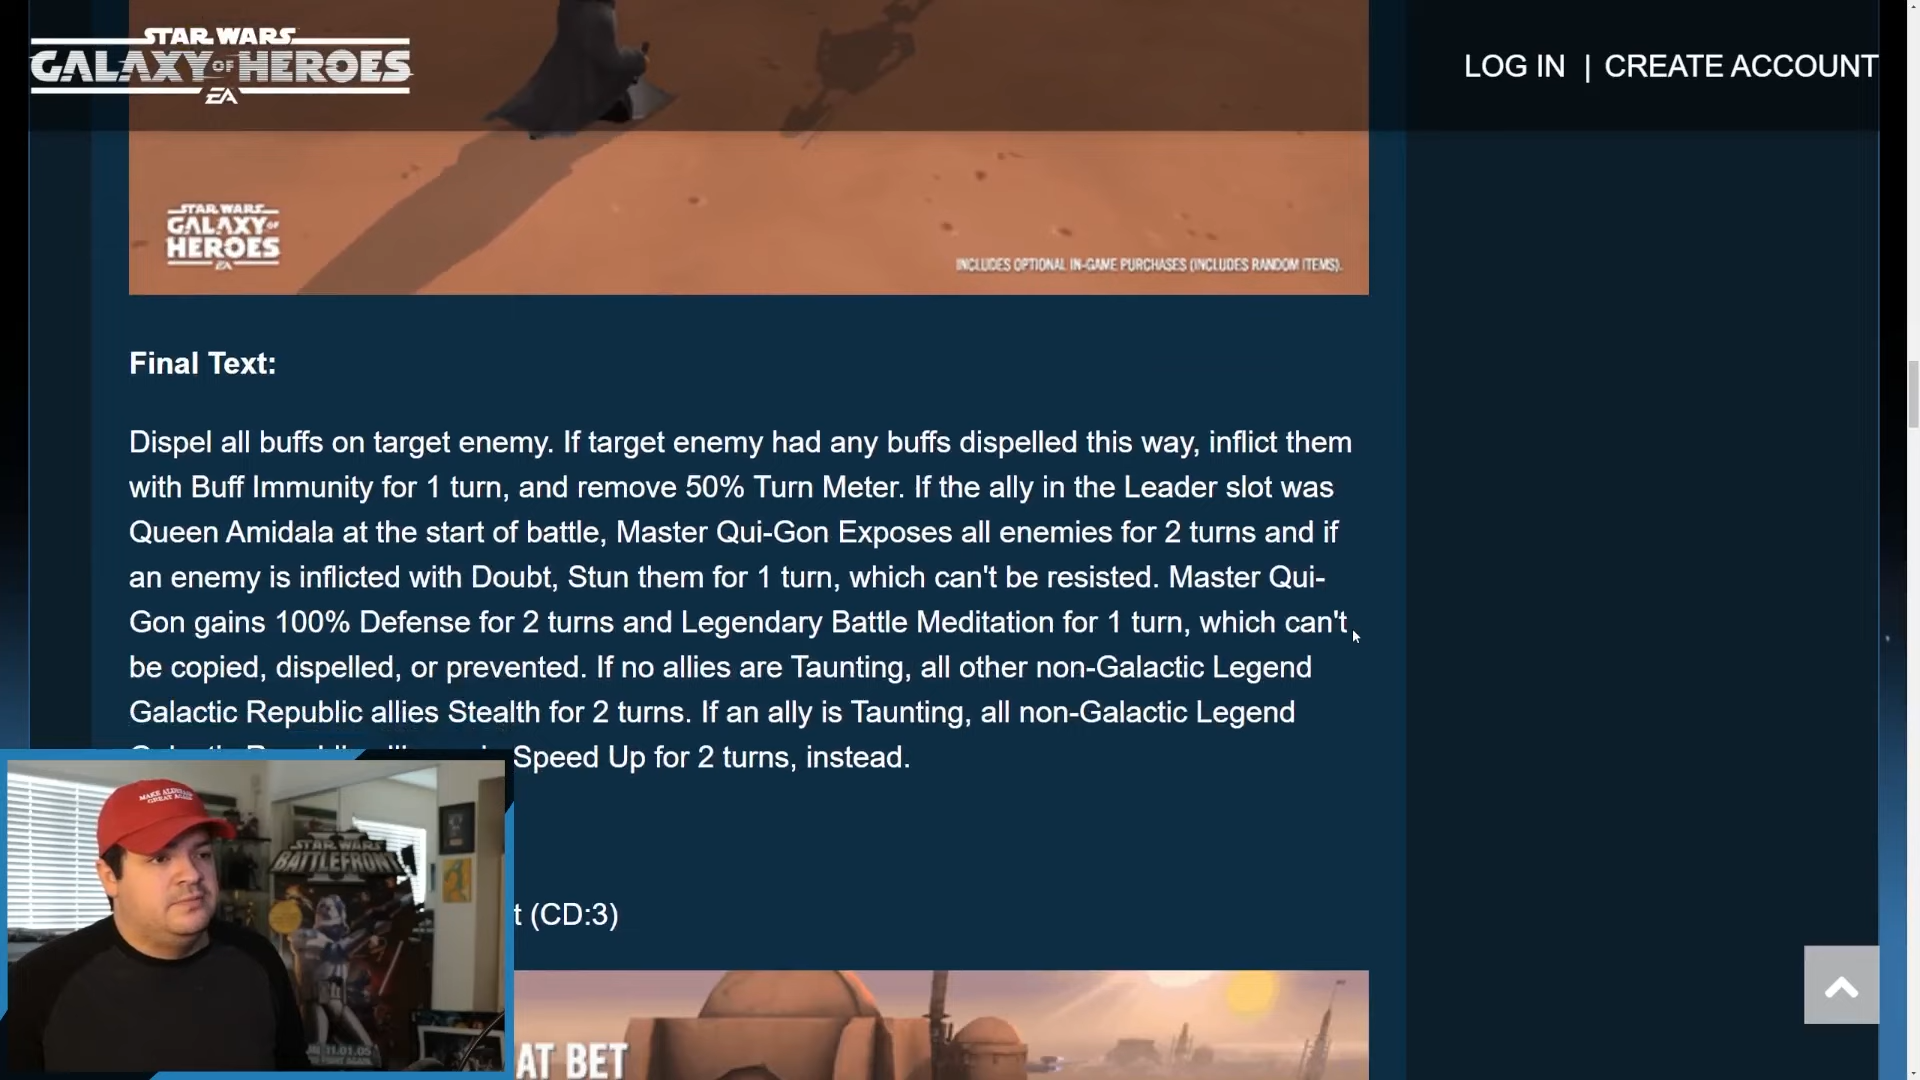 STAR WARS
GALAXY OF HEROES
EA
LOG IN | CREATE ACCOUNT
STAR WARS
GALAXY OF
HEROES
EA
INCLUDES OPTIONAL IN-GAME PURCHASES (INCLUDES RANDOM ITEMS).
Final Text:
Dispel all buffs on target enemy. If target enemy had any buffs dispelled this way, inflict them
with Buff Immunity for 1 turn, and remove 50% Turn Meter. If the ally in the Leader slot was
Queen Amidala at the start of battle, Master Qui-Gon Exposes all enemies for 2 turns and if
an enemy is inflicted with Doubt, Stun them for 1 turn, which can't be resisted. Master Qui-
Gon gains 100% Defense for 2 turns and Legendary Battle Meditation for 1 turn, which can't
be copied, dispelled, or prevented. If no allies are Taunting, all other non-Galactic Legend
Galactic Republic allies Stealth for 2 turns. If an ally is Taunting, all non-Galactic Legend
Speed Up for 2 turns, instead.
t (CD:3)
AT BET
MAKE
GREAT AGAIN
STAR WARS
BATTLEFRONT
11.01.05